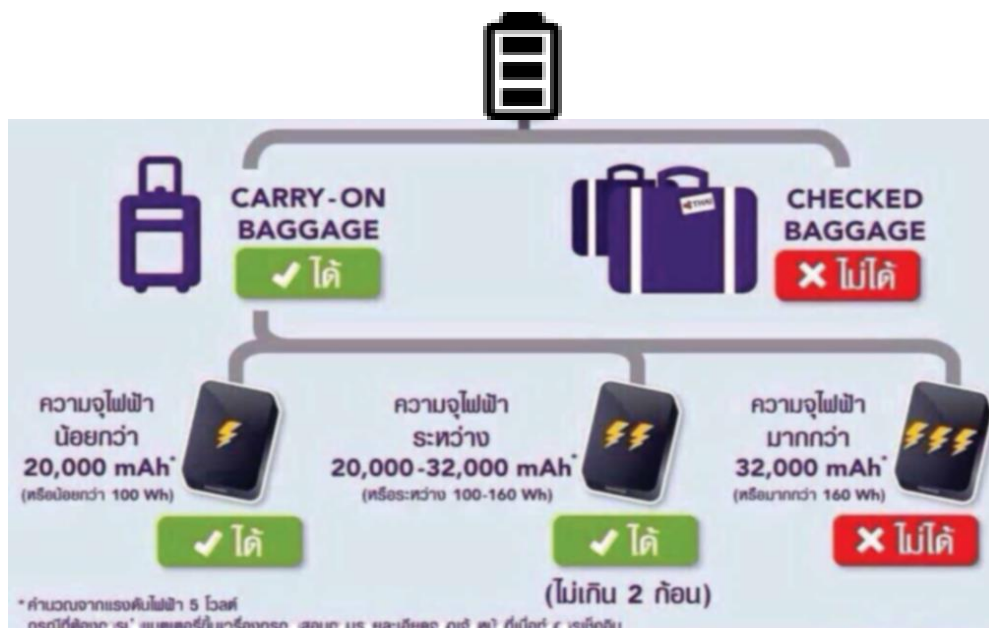 CARRY-ON
BAGGAGE
ได้
THAI
CHECKED
BAGGAGE
ไม่ได้
ความจุไฟฟ้า
น้อยกว่า
20,000 mAh*
(หรือน้อยกว่า 100 Wh)
ได้
ความจุไฟฟ้า
ระหว่าง
20,000-32,000 mAh*
(หรือระหว่าง 100-160 Wh)
ได้
(ไม่เกิน 2 ก้อน)
ความจุไฟฟ้า
มากกว่า
32,000 mAh*
(หรือมากกว่า 160 Wh)
ไม่ได้
*คำนวณจากแรงดันไฟฟ้า 5 โวลต์